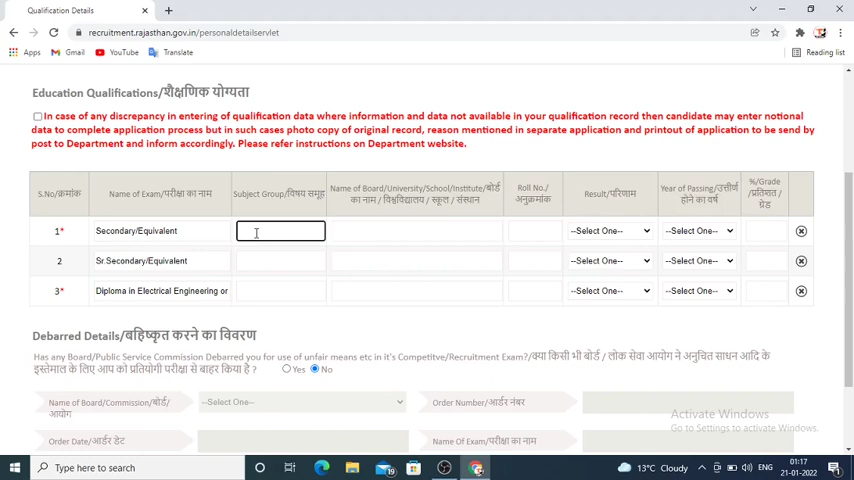 Qualification Details
recruitment.rajasthan.gov.in/personaldetailservlet
Apps Gmail YouTube Translate Reading list
Education Qualifications/शैक्षणिक योग्यता
In case of any discrepancy in entering of qualification data where information and data not available in your qualification record then candidate may enter notional
data to complete application process but in such cases photo copy of original record, reason mentioned in separate application and printout of application to be send by
post to Department and inform accordingly. Please refer instructions on Department website.
S.No/क्रमांक
Name of Exam/परीक्षा का नाम
Subject Group/विषय समूह
Name of Board/University/School/Institute/बोर्ड
का नाम / विश्वविद्यालय / स्कूल / संस्थान
Roll No./
अनुक्रमांक
Result/परिणाम
Year of Passing/उत्तीर्ण
होने का वर्ष
%/Grade
/प्रतिशत /
ग्रेड
1* Secondary/Equivalent --Select One-- --Select One--
2 Sr.Secondary/Equivalent --Select One-- --Select One--
3* Diploma in Electrical Engineering or --Select One-- --Select One--
Debarred Details/बहिष्कृत करने का विवरण
Has any Board/Public Service Commission Debarred you for use of unfair means etc in it's Competitve/Recruitment Exam?/क्या किसी भी बोर्ड / लोक सेवा आयोग ने अनुचित साधन आदि के
इस्तेमाल के लिए आप को प्रतियोगी परीक्षा से बाहर किया है ? Yes No
Name of Board/Commission/बोर्ड/
आयोग
--Select One--
Order Number/आर्डर नंबर
Order Date/आर्डर डेट
Name Of Exam/परीक्षा का नाम
Activate Windows
Go to Settings to activate Windows.
Type here to search
19
13°C Cloudy
ENG
01:17
21-01-2022
1